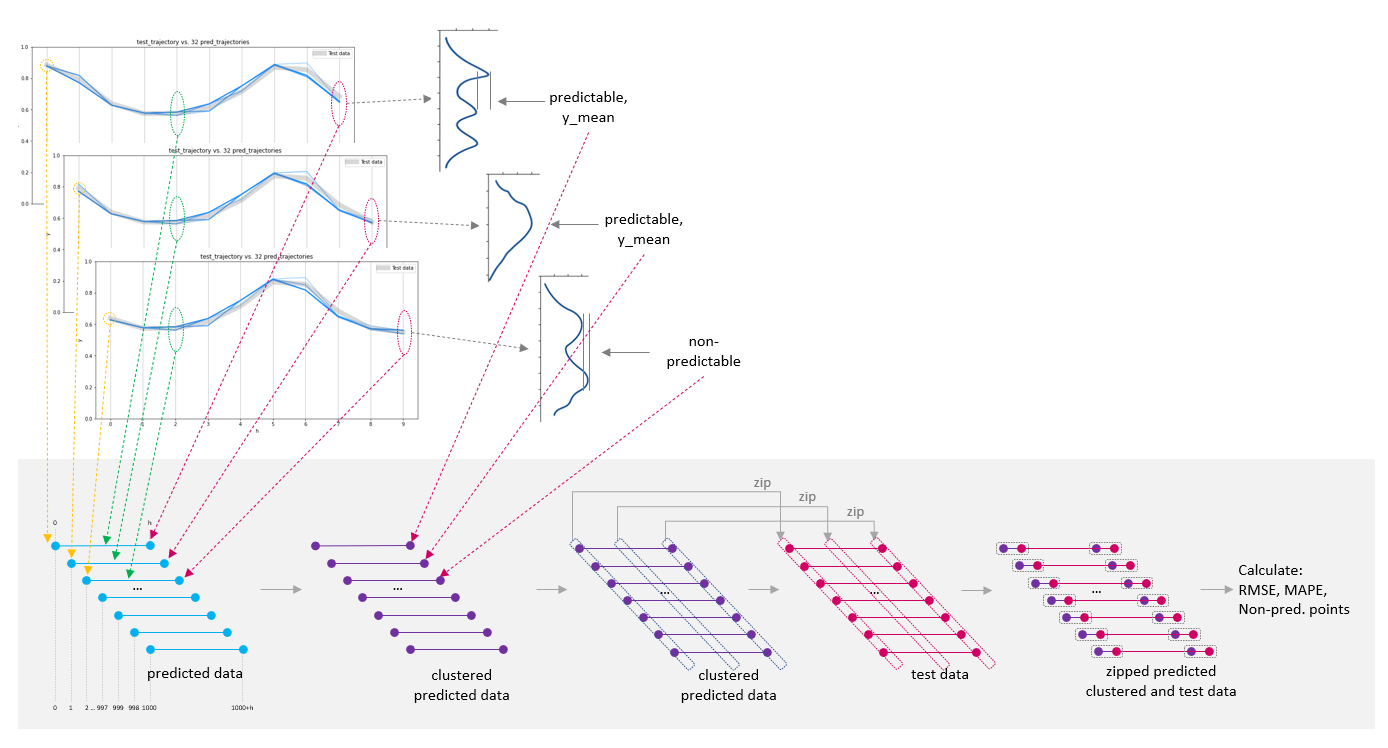 test_trajectory vs. 32 pred_trajectories
Test data
1.0
0.8
0.6
0.4
0.2
0.0
predictable,
y_mean
test_trajectory vs. 32 pred_trajectories
Test data
1.0
0.8
0.6
0.4
0.2
0.0
y
predictable,
y_mean
test_trajectory vs. 32 pred_trajectories
Test data
1.0
0.8
0.6
0.4
0.2
0.0
y
0 1 2 5 6 7 8 9
h
non-
predictable
zip
zip
zip
0 h
...
predicted data
0 1 2 ... 997 999 998 1000 1000+h
...
clustered
predicted data
...
clustered
predicted data
...
test data
...
zipped predicted
clustered and test data
Calculate:
RMSE, MAPE,
Non-pred. points